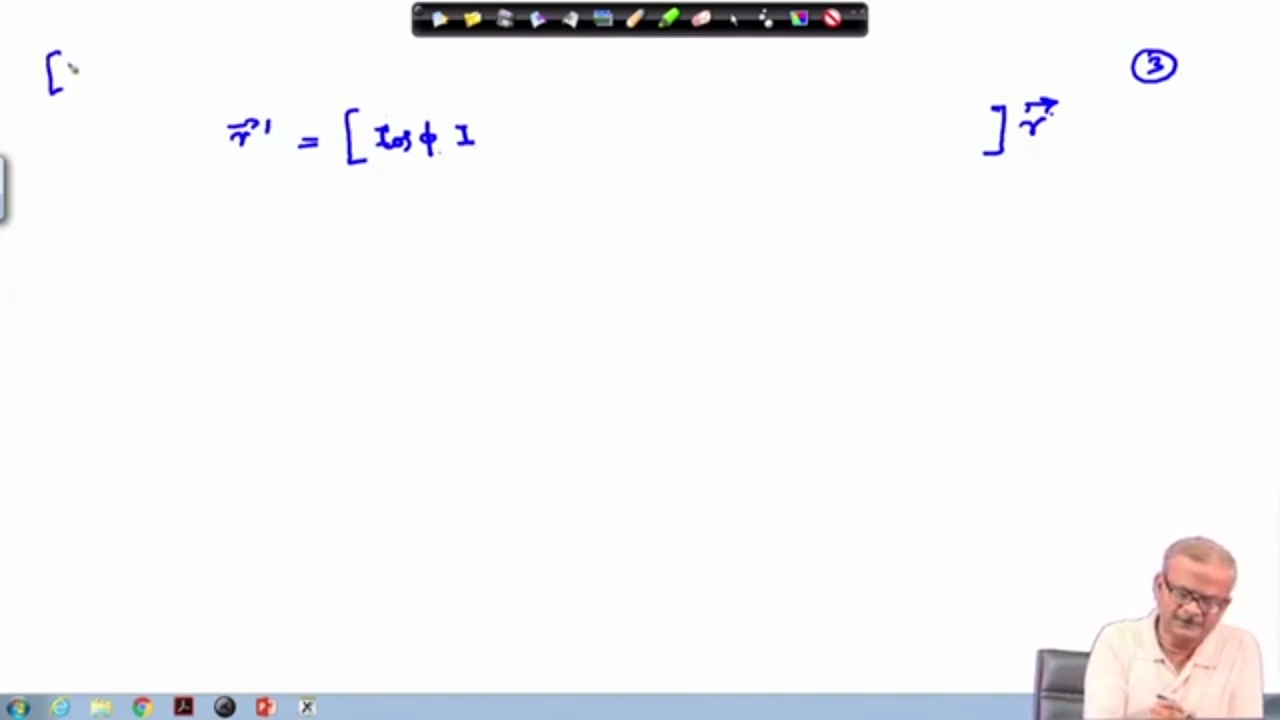 [
③
r⃗' = [ Cos φ I ] r⃗